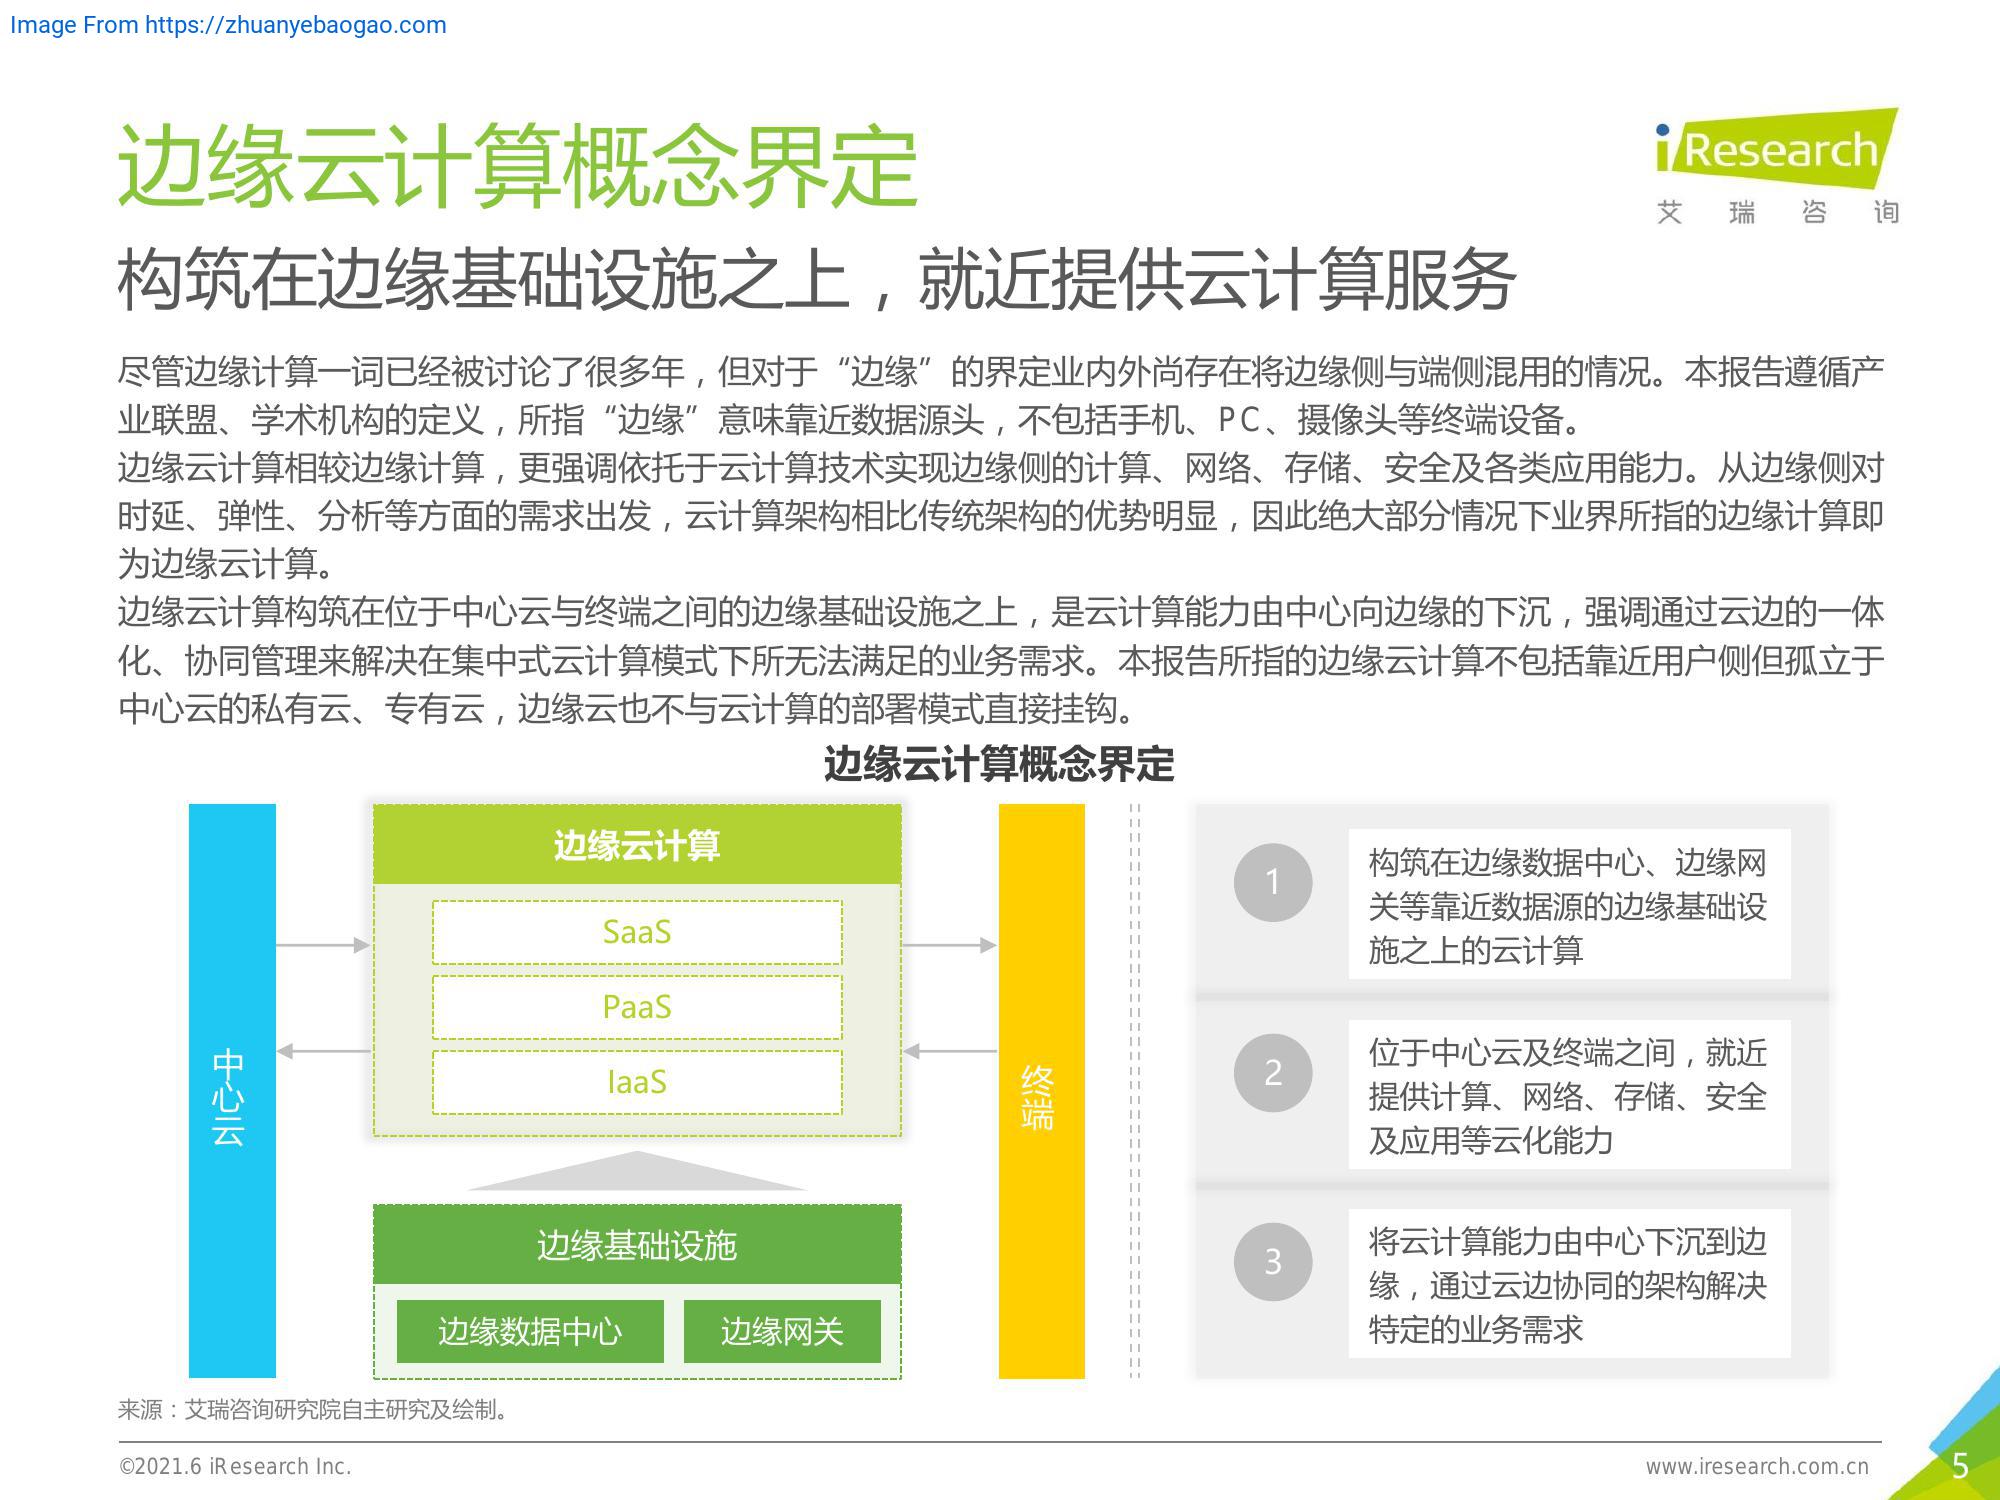 Image From https://zhuanyebaogao.com
边缘云计算概念界定
iResearch
艾瑞咨询
构筑在边缘基础设施之上，就近提供云计算服务
尽管边缘计算一词已经被讨论了很多年，但对于“边缘”的界定业内外尚存在将边缘侧与端侧混用的情况。本报告遵循产
业联盟、学术机构的定义，所指“边缘”意味靠近数据源头，不包括手机、PC、摄像头等终端设备。
边缘云计算相较边缘计算，更强调依托于云计算技术实现边缘侧的计算、网络、存储、安全及各类应用能力。从边缘侧对
时延、弹性、分析等方面的需求出发，云计算架构相比传统架构的优势明显，因此绝大部分情况下业界所指的边缘计算即
为边缘云计算。
边缘云计算构筑在位于中心云与终端之间的边缘基础设施之上，是云计算能力由中心向边缘的下沉，强调通过云边的一体
化、协同管理来解决在集中式云计算模式下所无法满足的业务需求。本报告所指的边缘云计算不包括靠近用户侧但孤立于
中心云的私有云、专有云，边缘云也不与云计算的部署模式直接挂钩。
边缘云计算概念界定
中心云
边缘云计算
SaaS
PaaS
IaaS
边缘基础设施
边缘数据中心
边缘网关
终端
1
构筑在边缘数据中心、边缘网
关等靠近数据源的边缘基础设
施之上的云计算
2
位于中心云及终端之间，就近
提供计算、网络、存储、安全
及应用等云化能力
3
将云计算能力由中心下沉到边
缘，通过云边协同的架构解决
特定的业务需求
来源：艾瑞咨询研究院自主研究及绘制。
©2021.6 iResearch Inc.
www.iresearch.com.cn
5